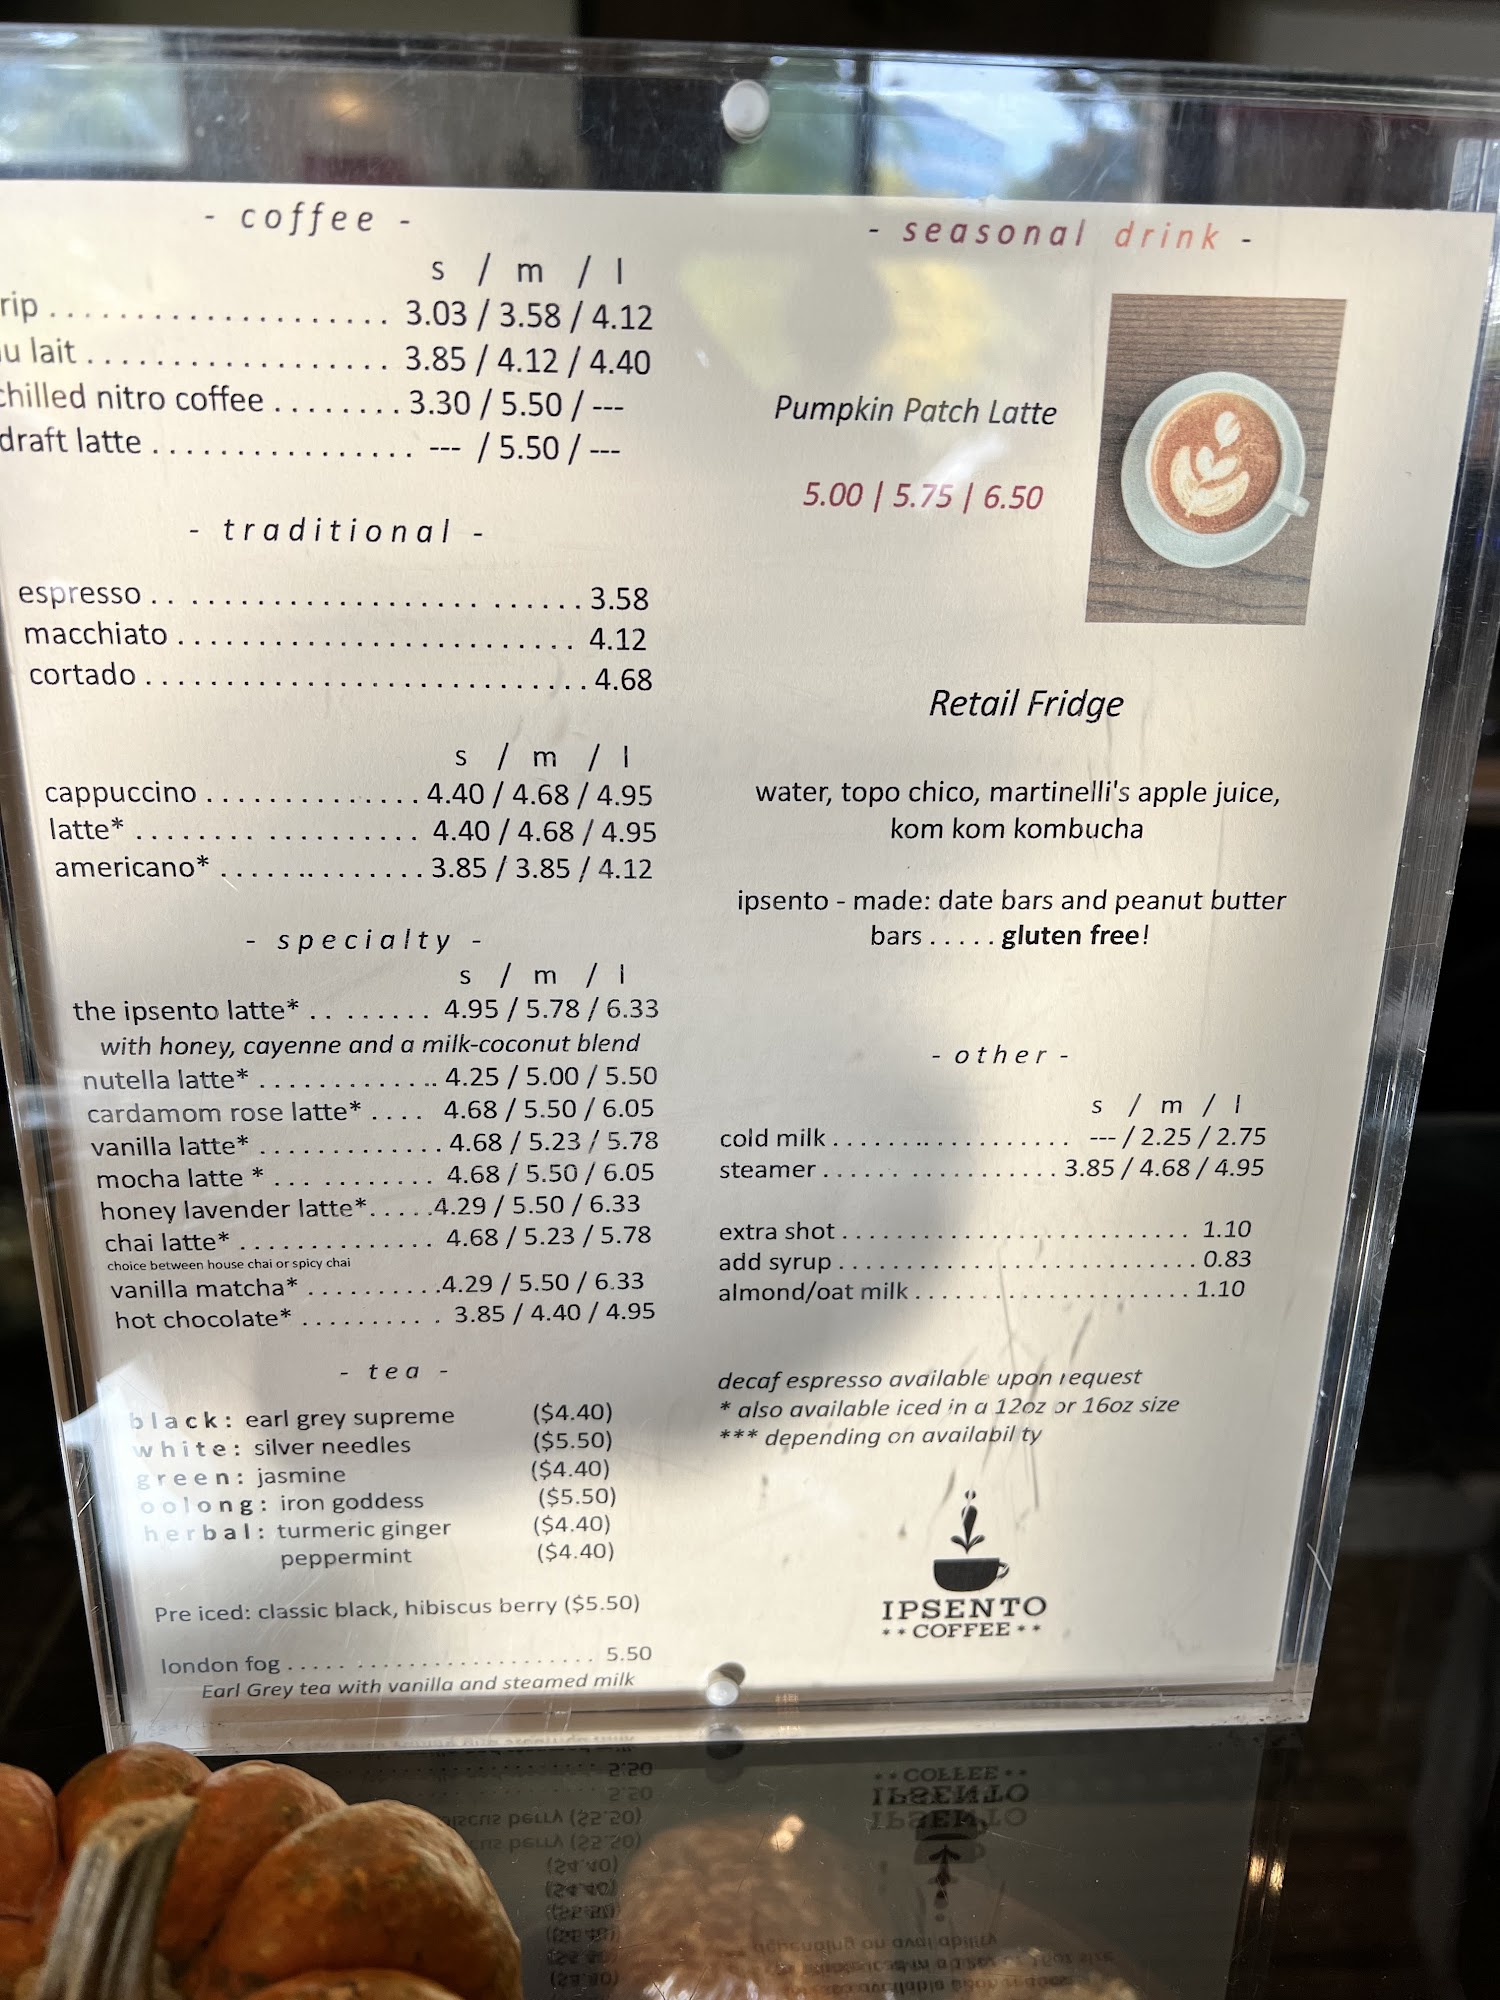 - coffee -
s / m / l
rip . . . . . . . . . . . . . . . . . . . . 3.03 / 3.58 / 4.12
u lait . . . . . . . . . . . . . . . . . . 3.85 / 4.12 / 4.40
chilled nitro coffee . . . . . . . . 3.30 / 5.50 / ---
draft latte . . . . . . . . . . . . . . . . --- / 5.50 / ---
- traditional -
espresso . . . . . . . . . . . . . . . . . . . . . . . . . 3.58
macchiato . . . . . . . . . . . . . . . . . . . . . . . . 4.12
cortado . . . . . . . . . . . . . . . . . . . . . . . . . . . 4.68
s / m / l
cappuccino . . . . . . . . . . . . . . 4.40 / 4.68 / 4.95
latte* . . . . . . . . . . . . . . . . . . 4.40 / 4.68 / 4.95
americano* . . . . . . . . . . . . . . 3.85 / 3.85 / 4.12
- specialty -
s / m / l
the ipsento latte* . . . . . . . . 4.95 / 5.78 / 6.33
with honey, cayenne and a milk-coconut blend
nutella latte* . . . . . . . . . . . . .. 4.25 / 5.00 / 5.50
cardamom rose latte* . . . . 4.68 / 5.50 / 6.05
vanilla latte* . . . . . . . . . . . . . 4.68 / 5.23 / 5.78
mocha latte * . . . . . . . . . . . . 4.68 / 5.50 / 6.05
honey lavender latte*. . . . .4.29 / 5.50 / 6.33
chai latte* . . . . . . . . . . . . . . 4.68 / 5.23 / 5.78
choice between house chai or spicy chai
vanilla matcha* . . . . . . . . . .4.29 / 5.50 / 6.33
hot chocolate* . . . . . . . . . . 3.85 / 4.40 / 4.95
- tea -
black: earl grey supreme ($4.40)
white: silver needles ($5.50)
green: jasmine ($4.40)
oolong: iron goddess ($5.50)
herbal: turmeric ginger ($4.40)
peppermint ($4.40)
Pre iced: classic black, hibiscus berry ($5.50)
london fog . . . . . . . . . . . . . . . . . . . . . 5.50
Earl Grey tea with vanilla and steamed milk
- seasonal drink -
Pumpkin Patch Latte
5.00 | 5.75 | 6.50
Retail Fridge
water, topo chico, martinelli's apple juice,
kom kom kombucha
ipsento - made: date bars and peanut butter
bars . . . . . gluten free!
- other -
s / m / l
cold milk . . . . . . . . . . . . . . . . . . --- / 2.25 / 2.75
steamer . . . . . . . . . . . . . . . . . . 3.85 / 4.68 / 4.95
extra shot . . . . . . . . . . . . . . . . . . . . . . . . . . . 1.10
add syrup . . . . . . . . . . . . . . . . . . . . . . . . . . . 0.83
almond/oat milk . . . . . . . . . . . . . . . . . . . . . 1.10
decaf espresso available upon request
* also available iced in a 12oz or 16oz size
*** depending on availability
IPSENTO
**COFFEE**